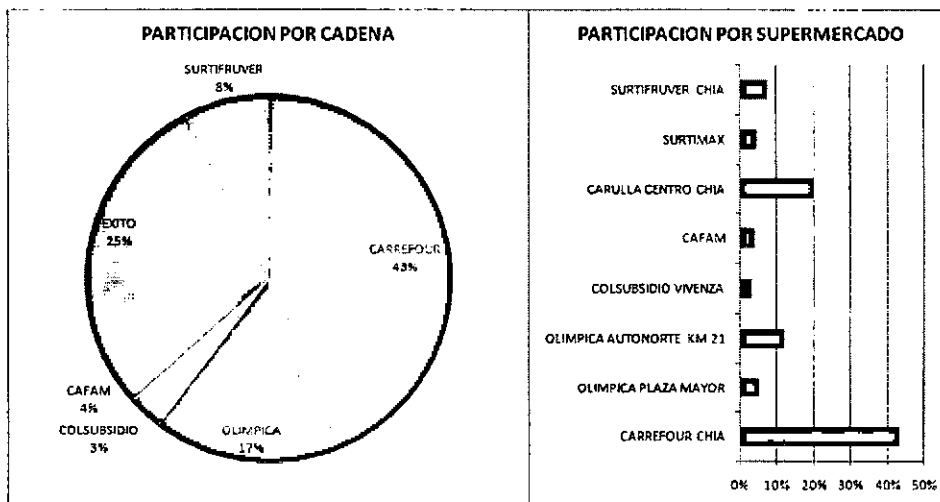 PARTICIPACION POR CADENA
SURTIFRUVER
8%
EXITO
25%
CARREFOUR
43%
CAFAM
4%
COLSUBSIDIO
3%
OLIMPICA
17%
PARTICIPACION POR SUPERMERCADO
SURTIFRUVER CHIA
SURTIMAX
CARULLA CENTRO CHIA
CAFAM
COLSUBSIDIO VIVENZA
OLIMPICA AUTONORTE KM 21
OLIMPICA PLAZA MAYOR
CARREFOUR CHIA
0% 10% 20% 30% 40% 50%